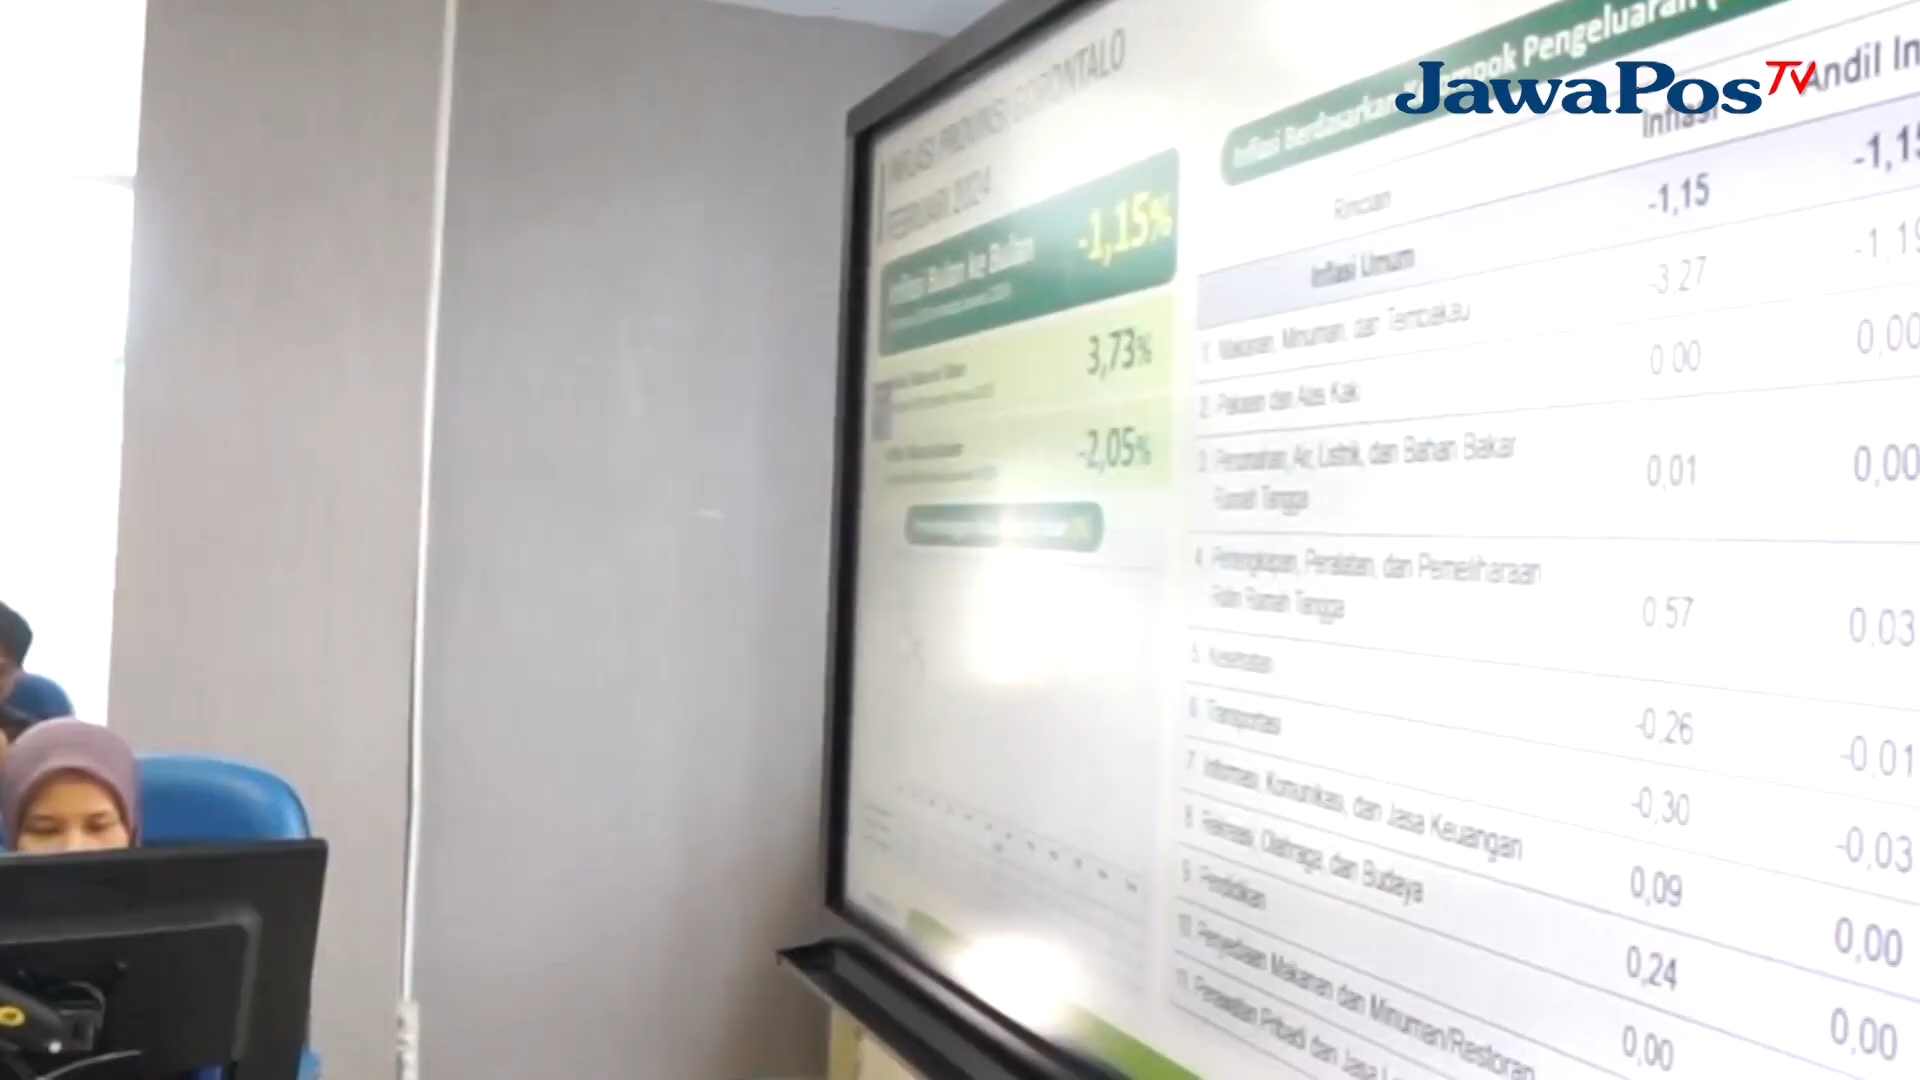 JawaPos TV
INFLASI PROVINSI GORONTALO
FEBRUARI 2024
Inflasi Bulan ke Bulan
-1,15%
3,73%
-2,05%
Inflasi Berdasarkan Kelompok Pengeluaran (
Rincian Inflasi Andil In
Inflasi Umum -1,15 -1,15
1 Makanan, Minuman, dan Tembakau -3,27 -1,19
2 Pakaian dan Alas Kaki 0,00 0,00
3 Perumahan, Air, Listrik, dan Bahan Bakar
Rumah Tangga 0,01 0,00
4 Perlengkapan, Peralatan, dan Pemeliharaan
Rutin Rumah Tangga 0,57 0,03
5. Kesehatan -0,26 -0,01
6 Transportasi -0,30 -0,03
7 Informasi, Komunikasi, dan Jasa Keuangan 0,09 0,00
8 Rekreasi, Olahraga, dan Budaya 0,24 0,00
9 Pendidikan 0,00
10 Penyediaan Makanan dan Minuman/Restoran
11. Perawatan Pribadi dan Jasa